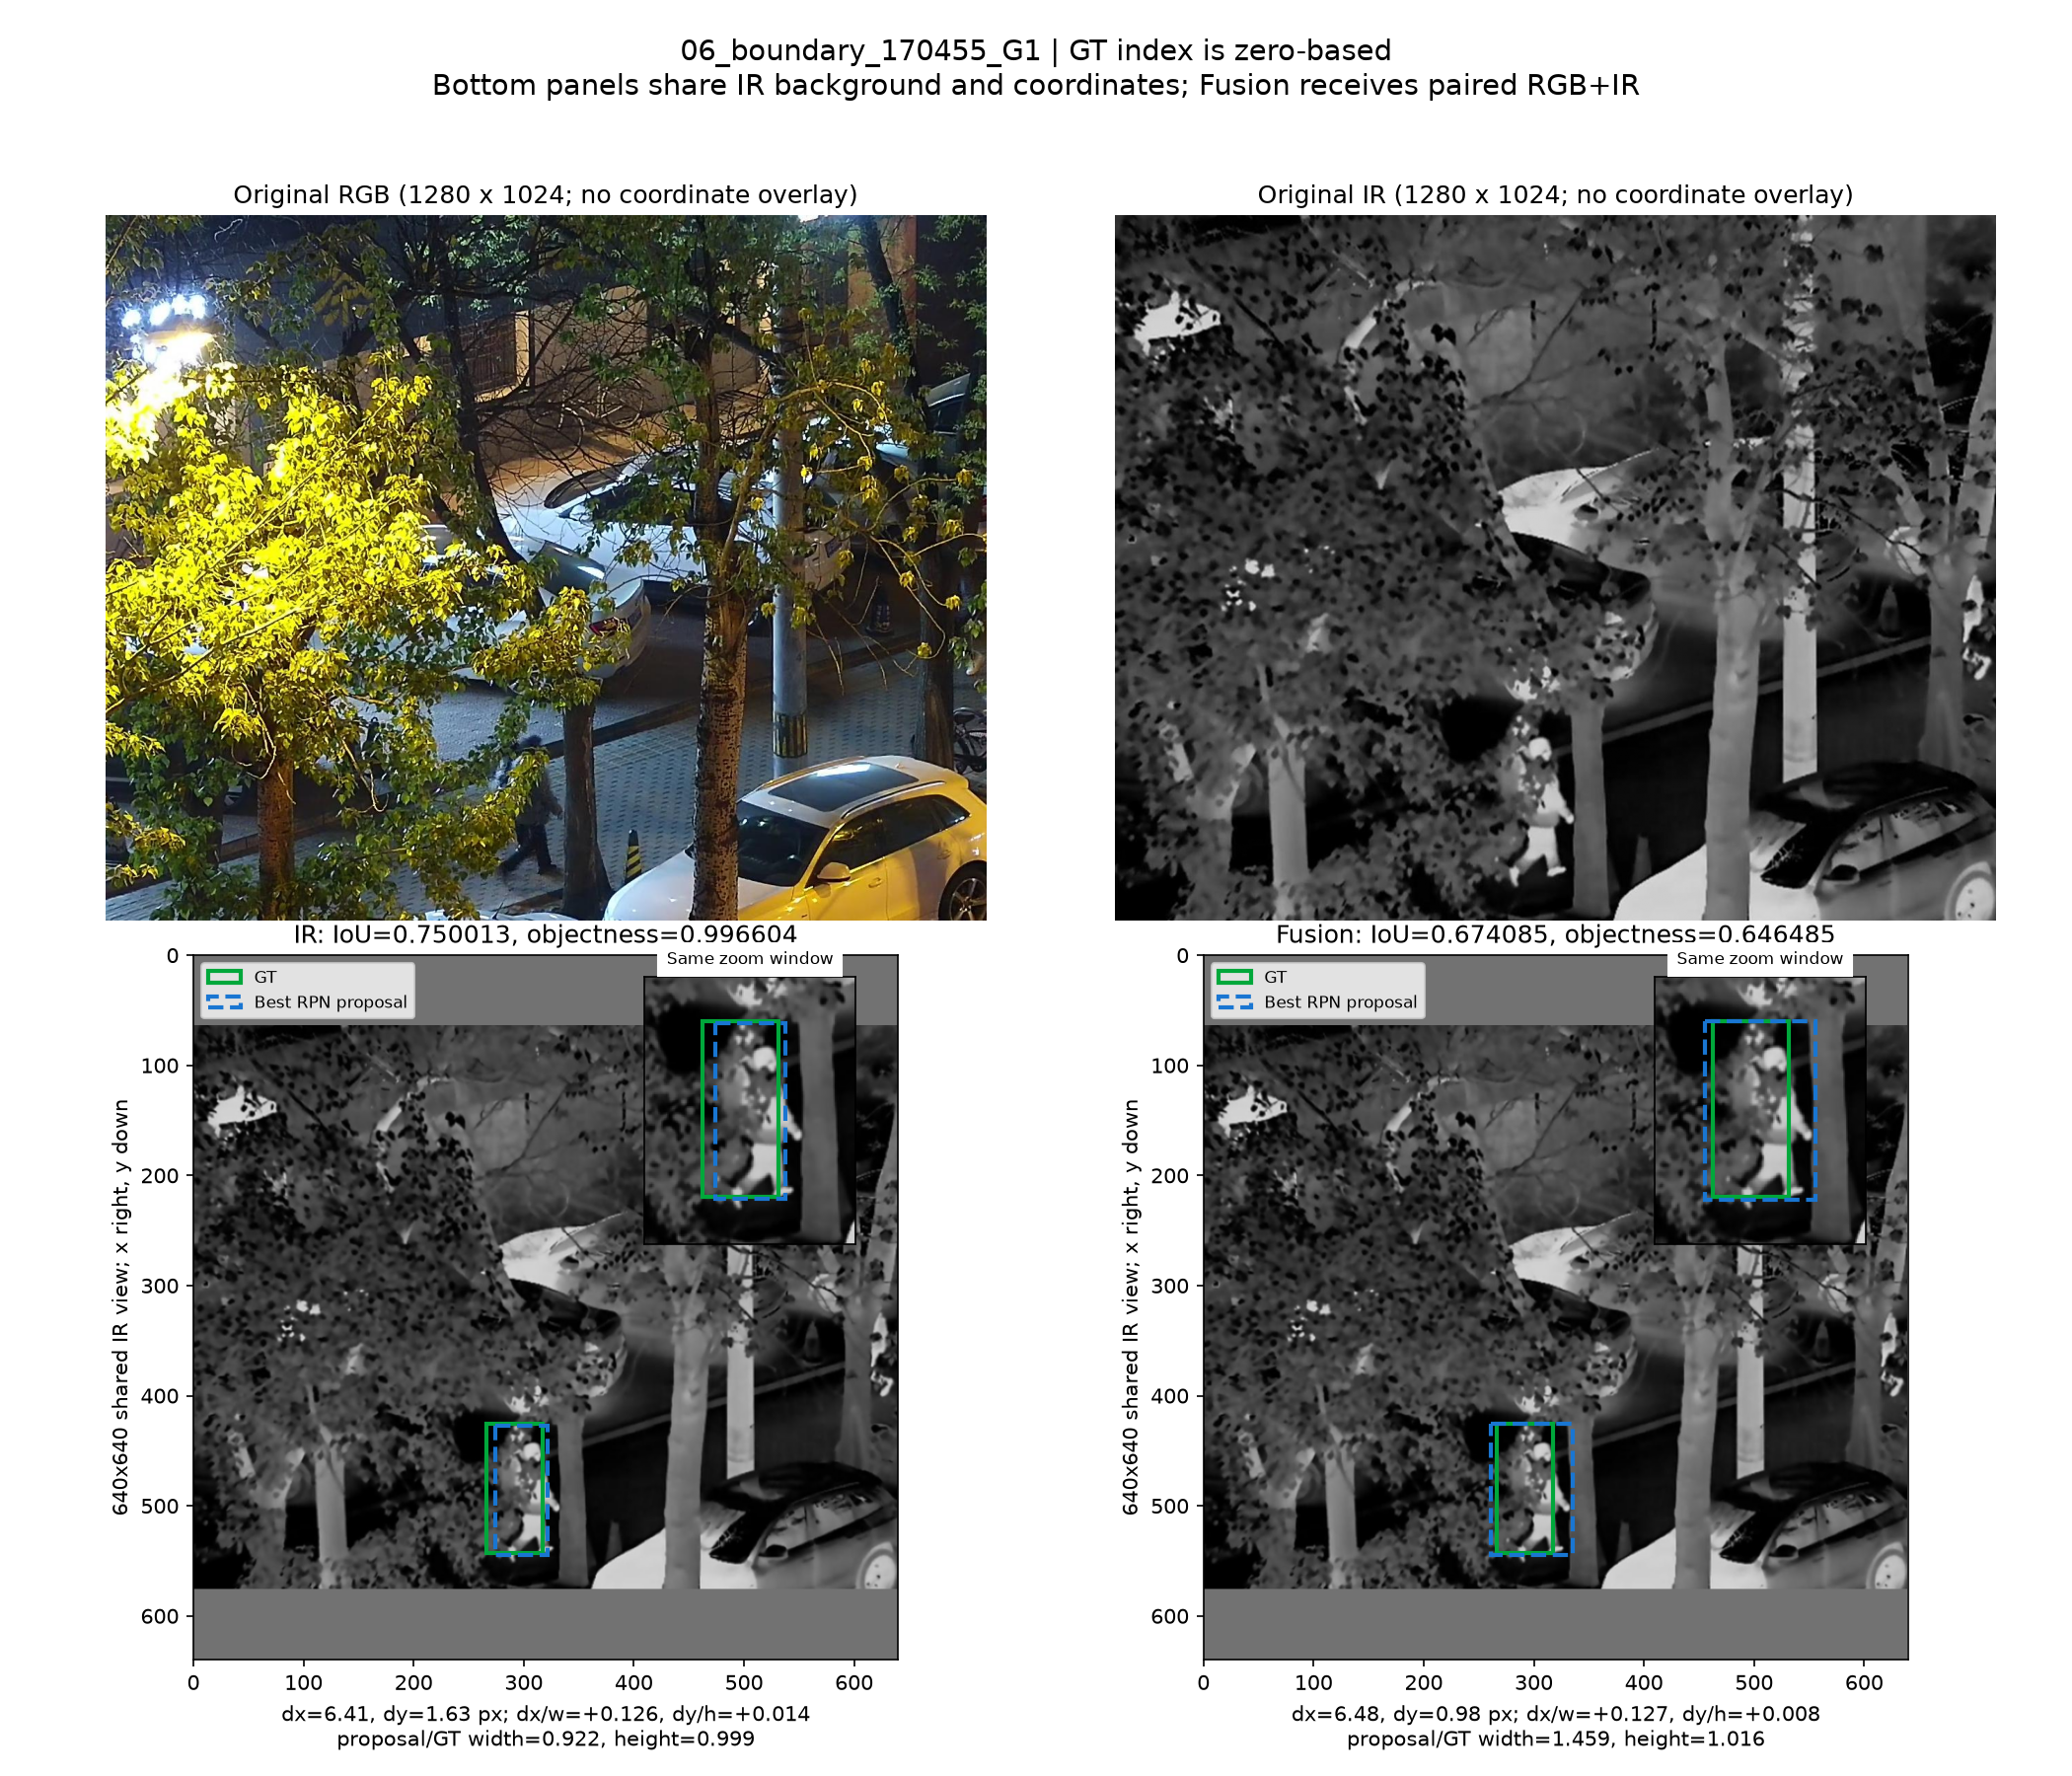 06_boundary_170455_G1 | GT index is zero-based
Bottom panels share IR background and coordinates; Fusion receives paired RGB+IR
Original RGB (1280 x 1024; no coordinate overlay)
Original IR (1280 x 1024; no coordinate overlay)
IR: IoU=0.750013, objectness=0.996604
Same zoom window
GT
Best RPN proposal
0
100
200
300
400
500
600
640x640 shared IR view; x right, y down
0
100
200
300
400
500
600
dx=6.41, dy=1.63 px; dx/w=+0.126, dy/h=+0.014
proposal/GT width=0.922, height=0.999
Fusion: IoU=0.674085, objectness=0.646485
Same zoom window
GT
Best RPN proposal
0
100
200
300
400
500
600
640x640 shared IR view; x right, y down
0
100
200
300
400
500
600
dx=6.48, dy=0.98 px; dx/w=+0.127, dy/h=+0.008
proposal/GT width=1.459, height=1.016